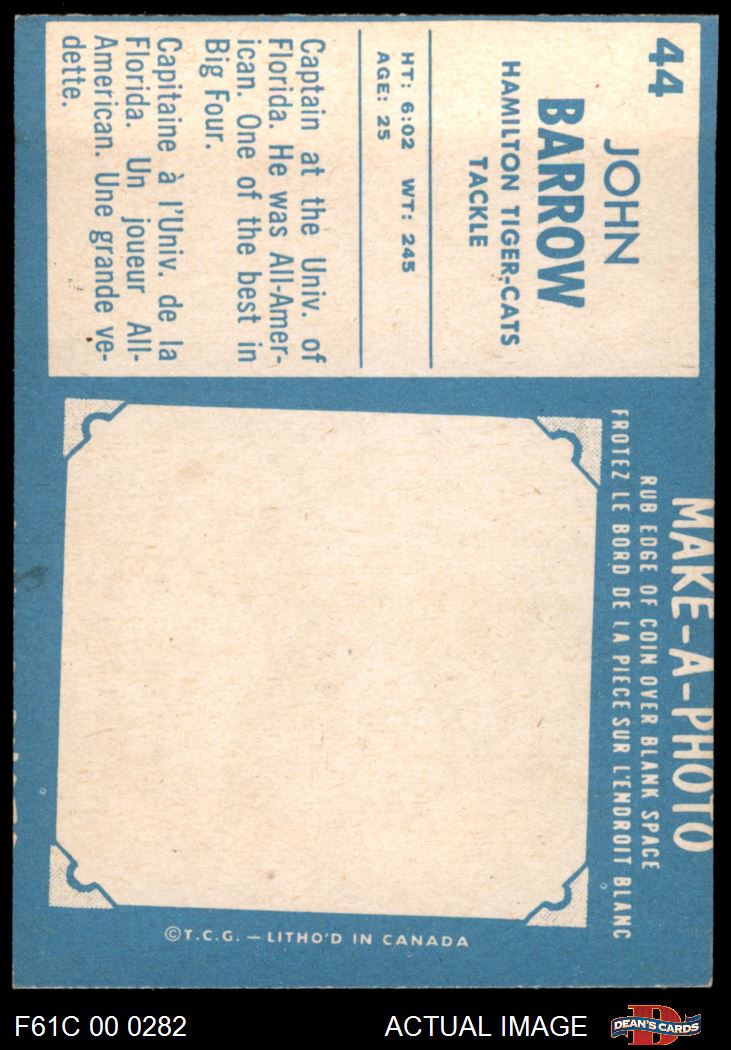 44
JOHN
BARROW
HAMILTON TIGER-CATS
TACKLE
HT: 6:02 WT: 245
AGE: 25
Captain at the Univ. of
Florida. He was All-Amer-
ican. One of the best in
Big Four.
Capitaine à l'Univ. de la
Florida. Un joueur All-
American. Une grande ve-
dette.
MAKE-A-PHOTO
RUB EDGE OF COIN OVER BLANK SPACE
FROTEZ LE BORD DE LA PIECE SUR L'ENDROIT BLANC
©T.C.G. — LITHO'D IN CANADA
F61C 00 0282
ACTUAL IMAGE
D
DEAN'S CARDS